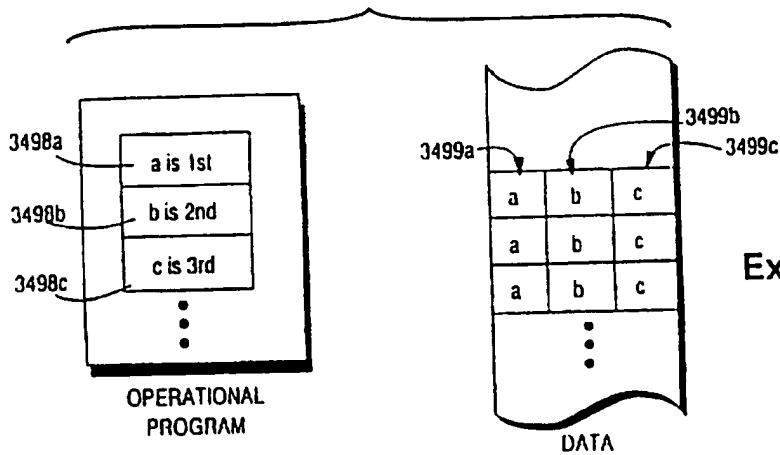 3498a
a is 1st
3498b
b is 2nd
3498c
c is 3rd
OPERATIONAL
PROGRAM
3499a
3499b
3499c
a b c
a b c
a b c
DATA
Ex